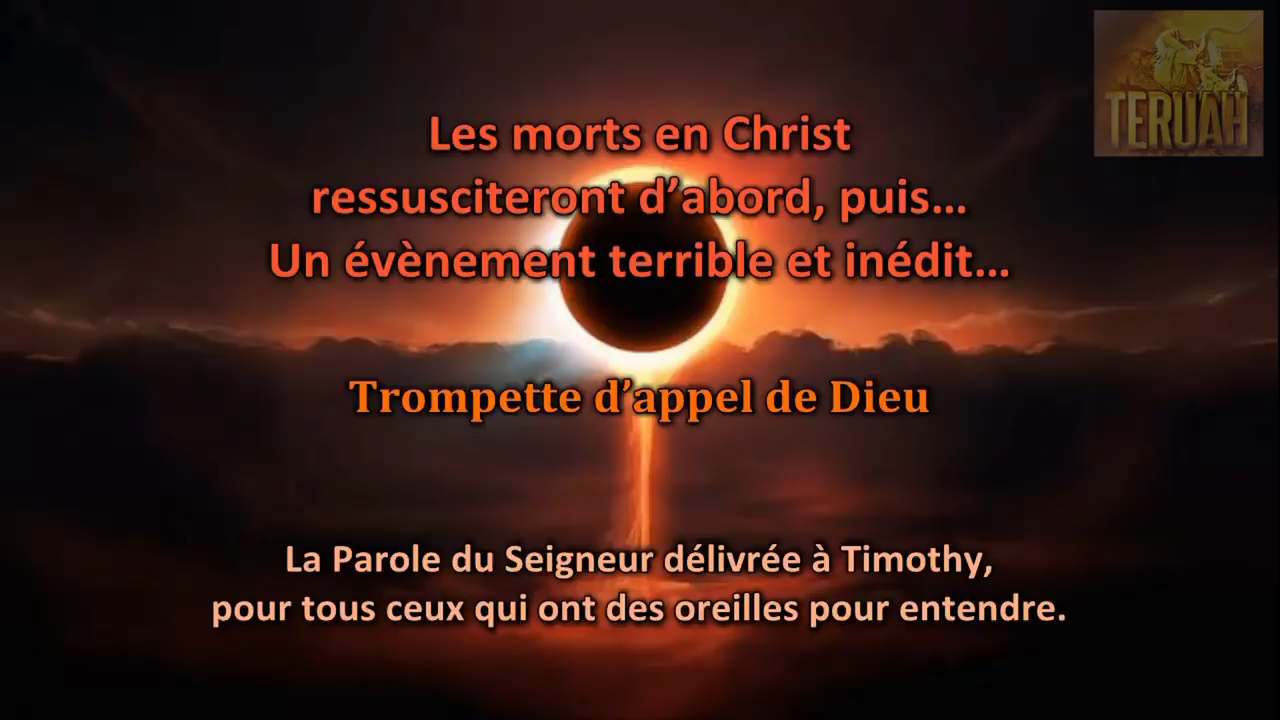 TERUAH
Les morts en Christ
ressusciteront d’abord, puis...
Un évènement terrible et inédit...
Trompette d’appel de Dieu
La Parole du Seigneur délivrée à Timothy,
pour tous ceux qui ont des oreilles pour entendre.